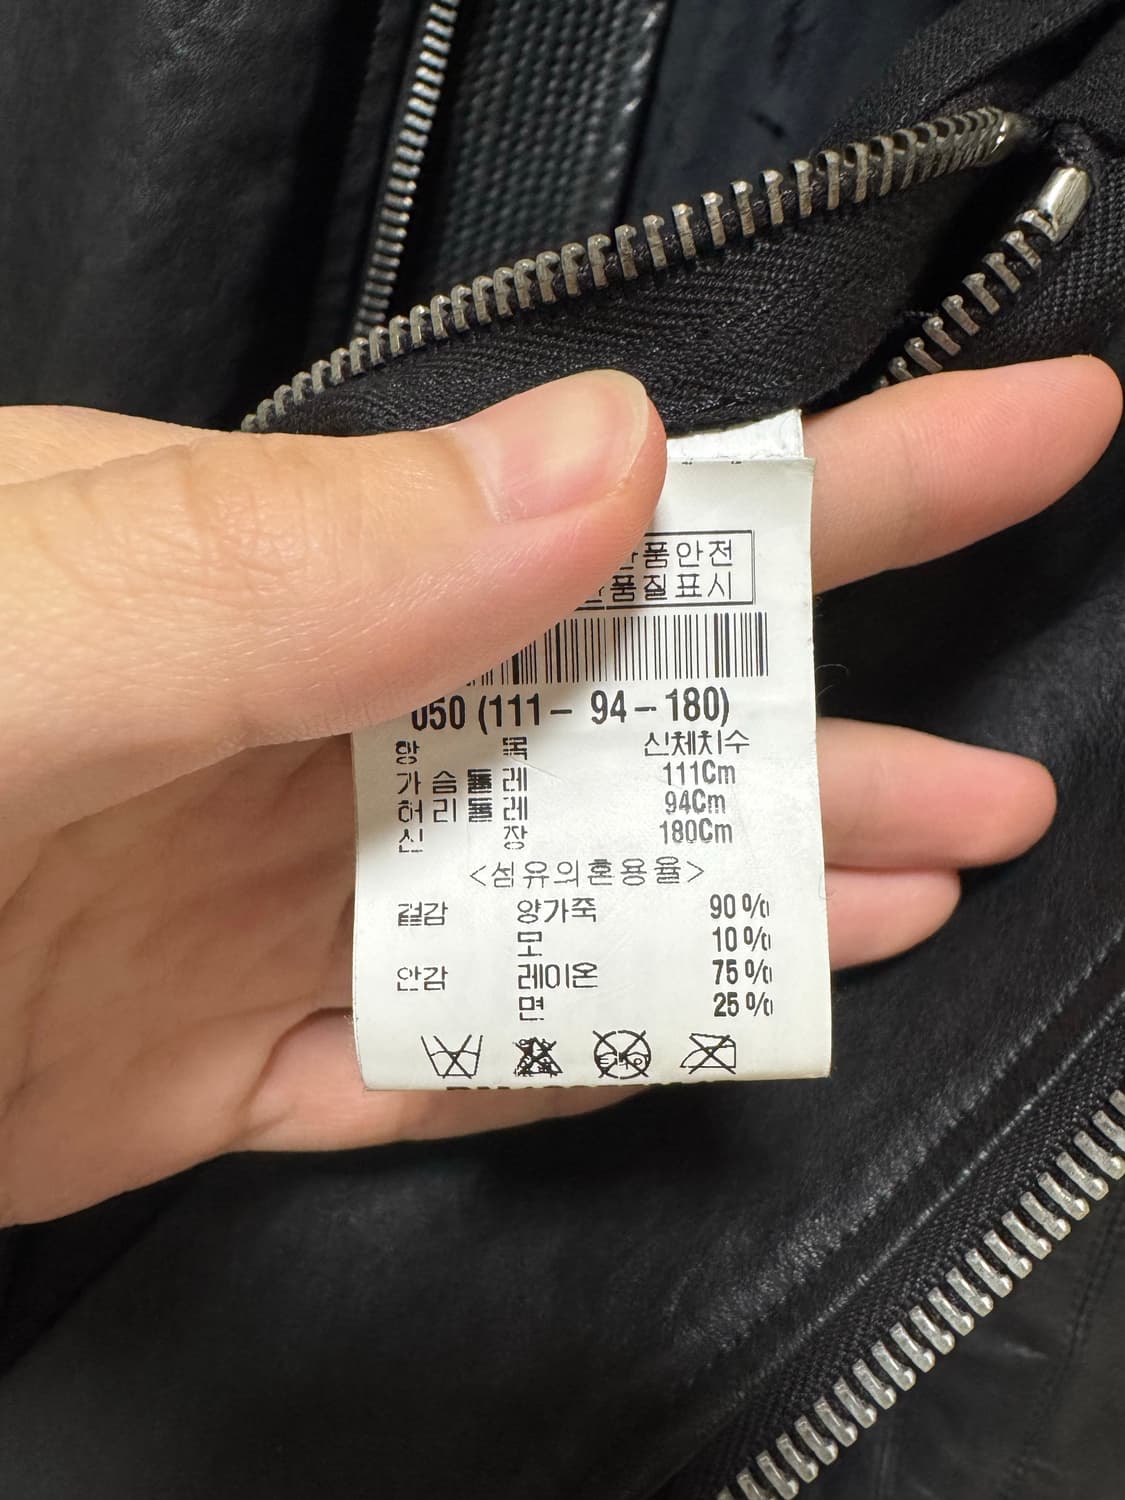 품안전
품질표시
050 (111- 94-180)
항 목 신체치수
가슴둘레 111Cm
허리둘레 94Cm
신 장 180Cm
<섬유의혼용율>
겉감 양가죽 90%
모 10%
안감 레이온 75%
면 25%